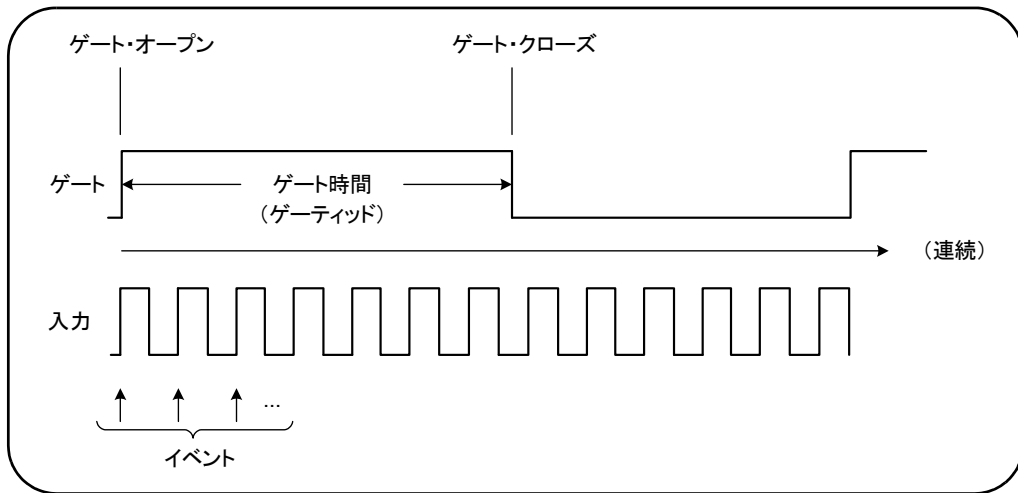 ゲート・オープン
ゲート・クローズ
ゲート
ゲート時間
（ゲーティッド）
（連続）
入力
...
イベント